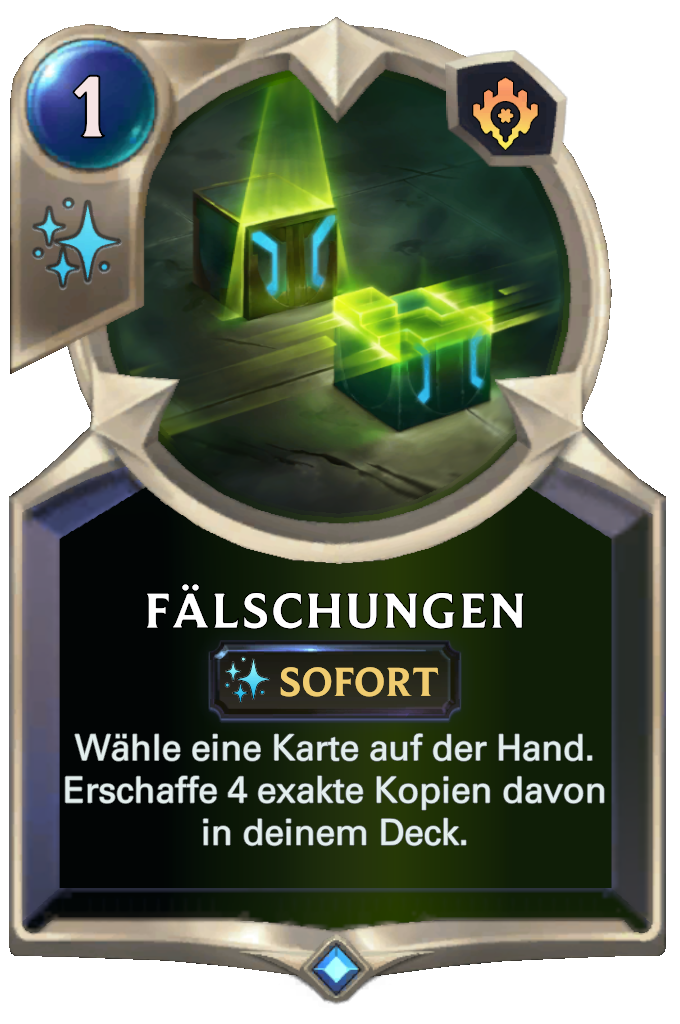 1
FÄLSCHUNGEN
SOFORT
Wähle eine Karte auf der Hand.
Erschaffe 4 exakte Kopien davon
in deinem Deck.